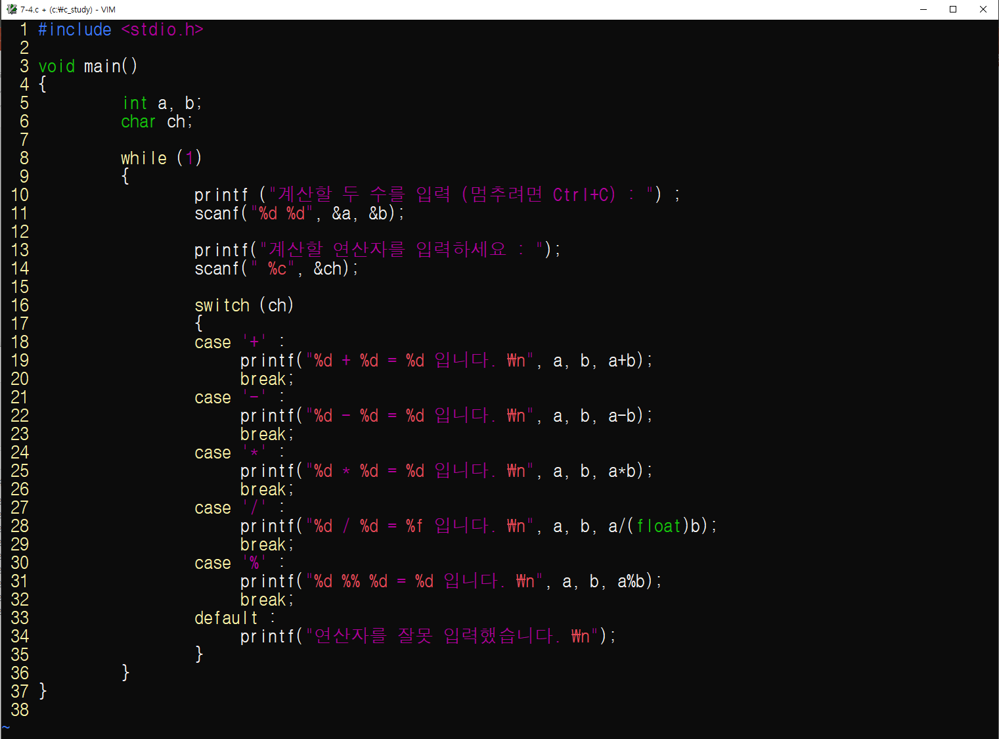 7-4.c + (c:₩c_study) - VIM
1 #include <stdio.h>
2
3 void main()
4 {
5 int a, b;
6 char ch;
7
8 while (1)
9 {
10 printf ("계산할 두 수를 입력 (멈추려면 Ctrl+C) : ") ;
11 scanf("%d %d", &a, &b);
12
13 printf("계산할 연산자를 입력하세요 : ");
14 scanf(" %c", &ch);
15
16 switch (ch)
17 {
18 case '+' :
19 printf("%d + %d = %d 입니다. ₩n", a, b, a+b);
20 break;
21 case '-' :
22 printf("%d - %d = %d 입니다. ₩n", a, b, a-b);
23 break;
24 case '*' :
25 printf("%d * %d = %d 입니다. ₩n", a, b, a*b);
26 break;
27 case '/' :
28 printf("%d / %d = %f 입니다. ₩n", a, b, a/(float)b);
29 break;
30 case '%' :
31 printf("%d %% %d = %d 입니다. ₩n", a, b, a%b);
32 break;
33 default :
34 printf("연산자를 잘못 입력했습니다. ₩n");
35 }
36 }
37 }
38
~